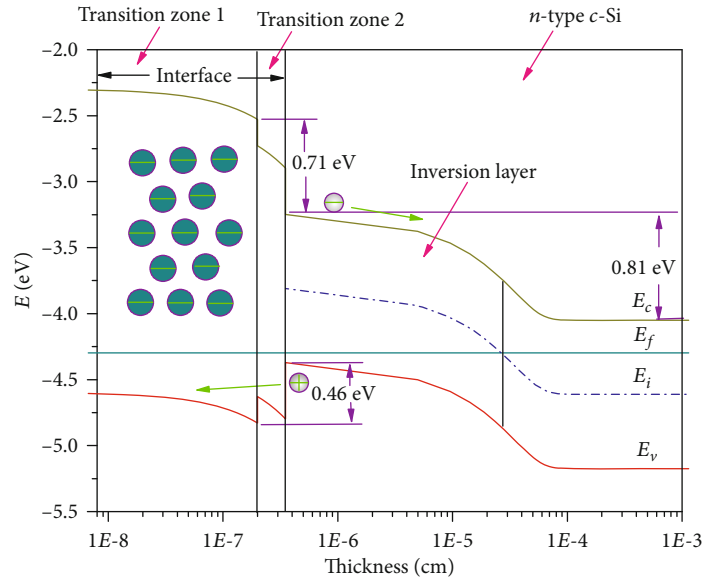 Transition zone 1
Transition zone 2
n-type c-Si
Interface
0.71 eV
Inversion layer
0.81 eV
0.46 eV
E_c
E_f
E_i
E_v
E (eV)
−2.0
−2.5
−3.0
−3.5
−4.0
−4.5
−5.0
−5.5
1E-8
1E-7
1E-6
1E-5
1E-4
1E-3
Thickness (cm)